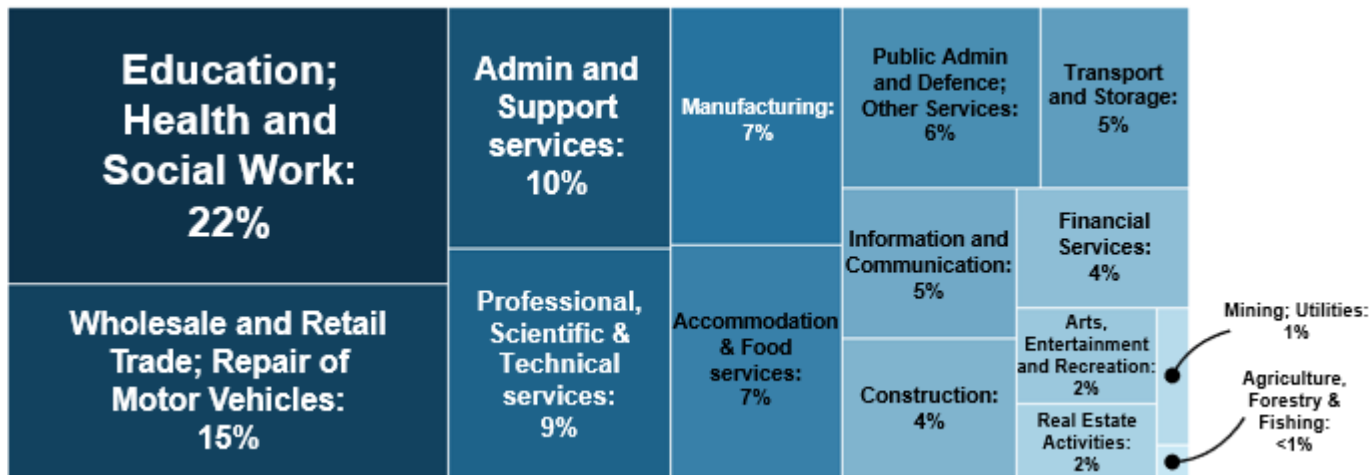 Education;
Health and
Social Work:
22%
Wholesale and Retail
Trade; Repair of
Motor Vehicles:
15%
Admin and
Support
services:
10%
Professional,
Scientific &
Technical
services:
9%
Manufacturing:
7%
Accommodation
& Food
services:
7%
Public Admin
and Defence;
Other Services:
6%
Transport
and Storage:
5%
Information and
Communication:
5%
Financial
Services:
4%
Construction:
4%
Arts,
Entertainment
and Recreation:
2%
Real Estate
Activities:
2%
Mining; Utilities:
1%
Agriculture,
Forestry &
Fishing:
<1%